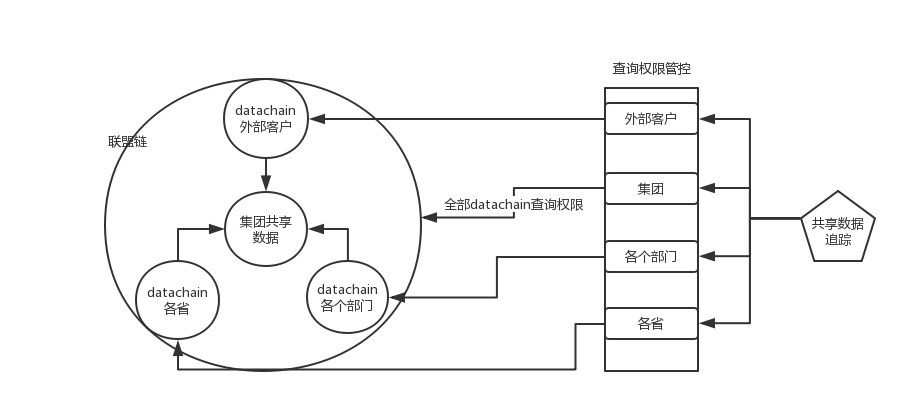 查询权限管控
datachain
外部客户
外部客户
联盟链
集团
全部datachain查询权限
集团共享
数据
共享数据
追踪
各个部门
datachain
各省
datachain
各个部门
各省